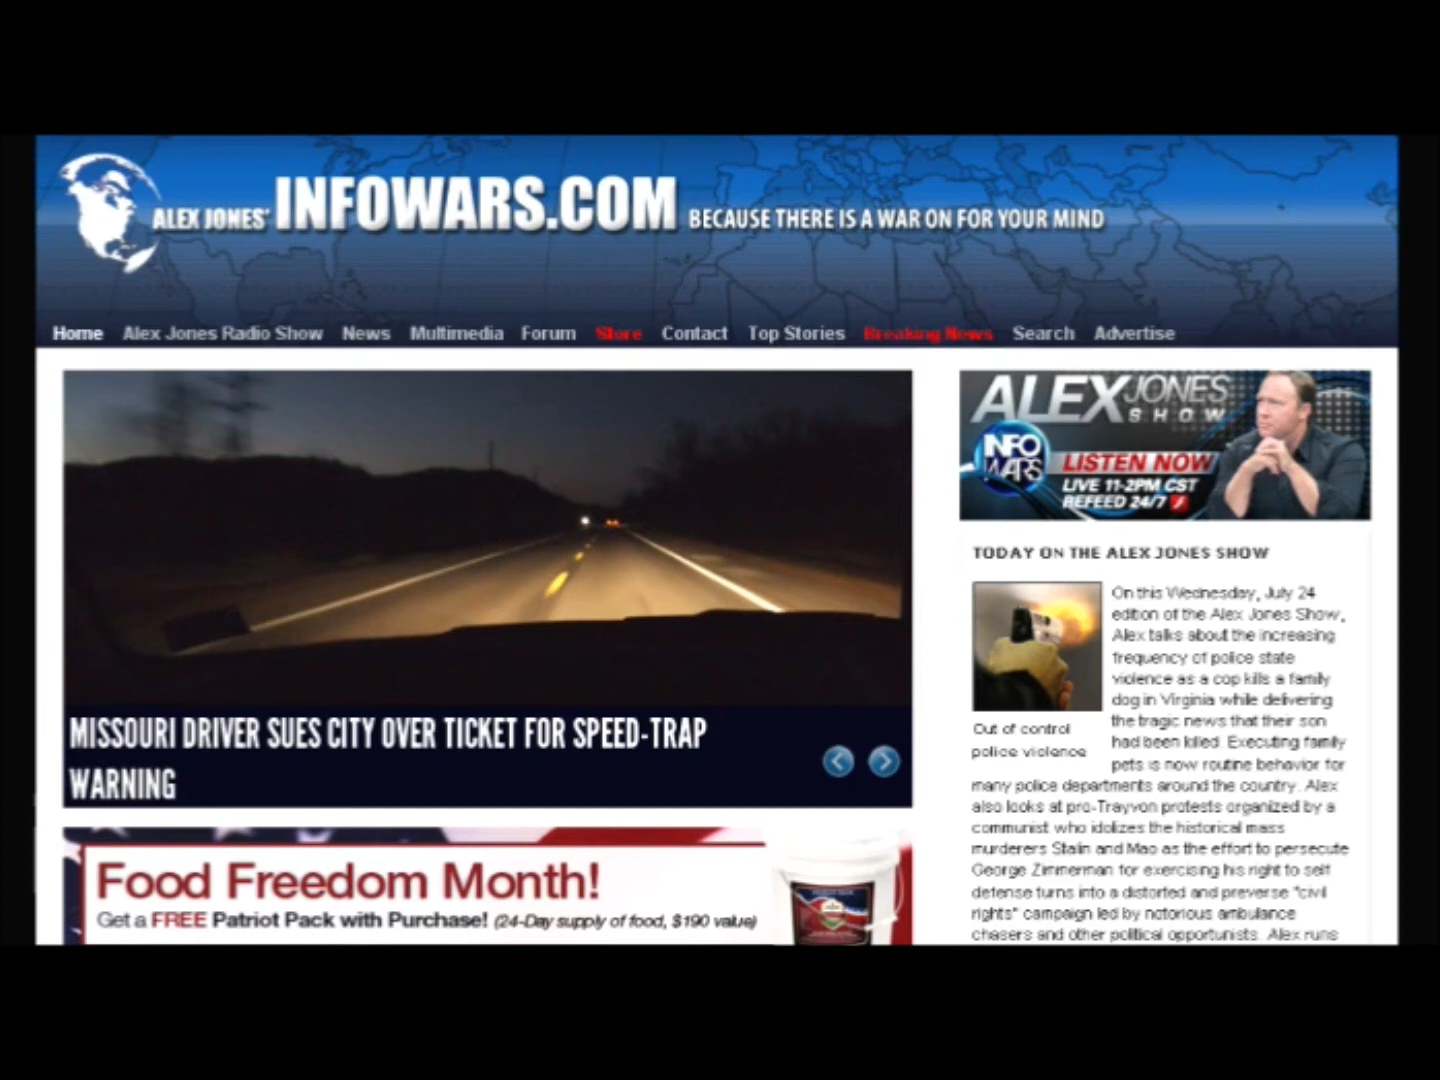 ALEX JONES' INFOWARS.COM BECAUSE THERE IS A WAR ON FOR YOUR MIND
Home Alex Jones Radio Show News Multimedia Forum Store Contact Top Stories Breaking News Search Advertise
MISSOURI DRIVER SUES CITY OVER TICKET FOR SPEED-TRAP
WARNING
Food Freedom Month!
Get a FREE Patriot Pack with Purchase! (24-Day supply of food, $190 value)
ALEX JONES
SHOW
INFO
WARS
LISTEN NOW
LIVE 11-2PM CST
REFEED 24/7
TODAY ON THE ALEX JONES SHOW
On this Wednesday, July 24
edition of the Alex Jones Show,
Alex talks about the increasing
frequency of police state
violence as a cop kills a family
dog in Virginia while delivering
the tragic news that their son
had been killed. Executing family
pets is now routine behavior for
Out of control
police violence
many police departments around the country. Alex
also looks at pro-Trayvon protests organized by a
communist who idolizes the historical mass
murderers Stalin and Mao as the effort to persecute
George Zimmerman for exercising his right to self
defense turns into a distorted and preverse "civil
rights" campaign led by notorious ambulance
chasers and other political opportunists. Alex runs